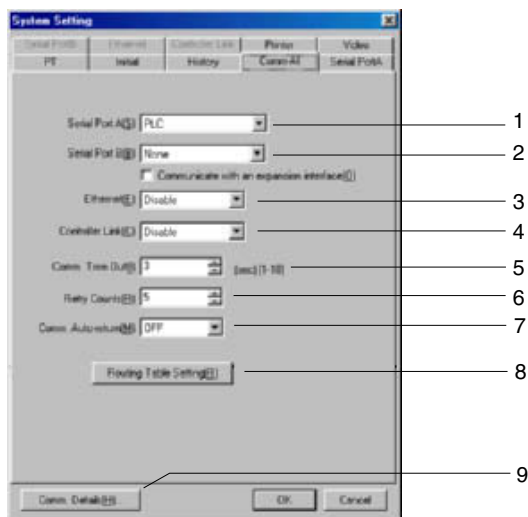 System Setting
Serial PortB Ethernet Controller Link Printer Video
PT Initial History Comm-All Serial PortA
Serial Port A(S) PLC 1
Serial Port B(B) None 2
Communicate with an expansion interface(I)
Ethernet(E) Disable 3
Controller Link(C) Disable 4
Comm. Time Out(I) 3 (sec) (1-10) 5
Retry Counts(R) 5 6
Comm. Auto-return(M) OFF 7
Routing Table Setting(R) 8
9
Comm. Details(H)... OK Cancel